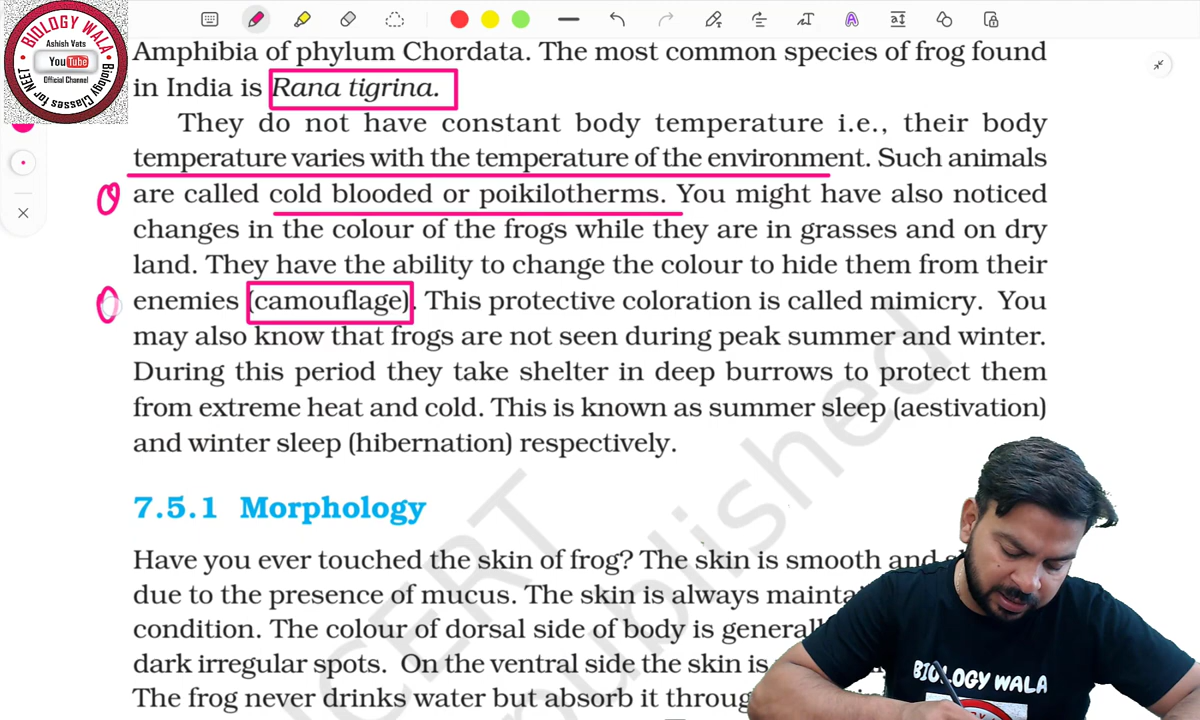 BIOLOGY WALA
Ashish Vats
YouTube
Official Channel
Biology Classes for NEET
Amphibia of phylum Chordata. The most common species of frog found
in India is Rana tigrina.
They do not have constant body temperature i.e., their body
temperature varies with the temperature of the environment. Such animals
are called cold blooded or poikilotherms. You might have also noticed
changes in the colour of the frogs while they are in grasses and on dry
land. They have the ability to change the colour to hide them from their
enemies (camouflage). This protective coloration is called mimicry. You
may also know that frogs are not seen during peak summer and winter.
During this period they take shelter in deep burrows to protect them
from extreme heat and cold. This is known as summer sleep (aestivation)
and winter sleep (hibernation) respectively.
7.5.1 Morphology
Have you ever touched the skin of frog? The skin is smooth and
due to the presence of mucus. The skin is always
condition. The colour of dorsal side of body is
dark irregular spots. On the ventral side the skin is
The frog never drinks water but absorb it
BIOLOGY WALA
NCERT
published